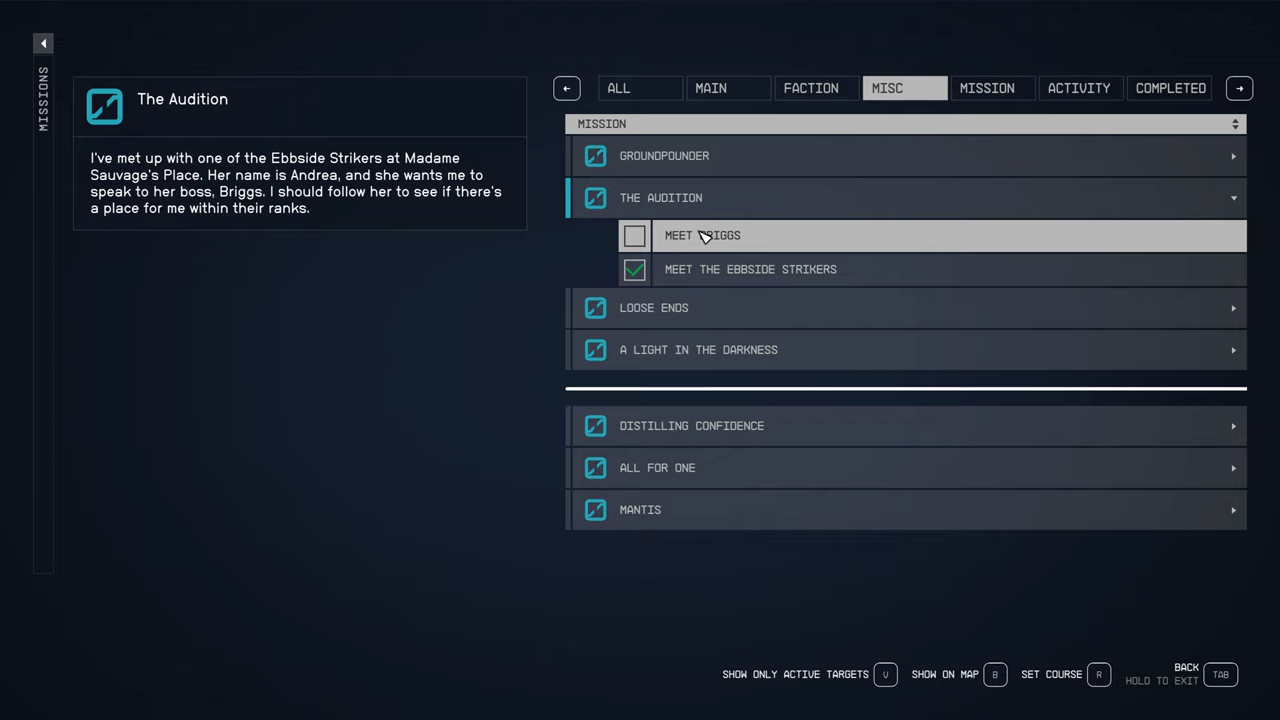 MISSIONS
The Audition
I've met up with one of the Ebbside Strikers at Madame
Sauvage's Place. Her name is Andrea, and she wants me to
speak to her boss, Briggs. I should follow her to see if there's
a place for me within their ranks.
ALL MAIN FACTION MISC MISSION ACTIVITY COMPLETED
MISSION
GROUNDPOUNDER
THE AUDITION
MEET BRIGGS
MEET THE EBBSIDE STRIKERS
LOOSE ENDS
A LIGHT IN THE DARKNESS
DISTILLING CONFIDENCE
ALL FOR ONE
MANTIS
SHOW ONLY ACTIVE TARGETS V SHOW ON MAP B SET COURSE R BACK TAB
HOLD TO EXIT